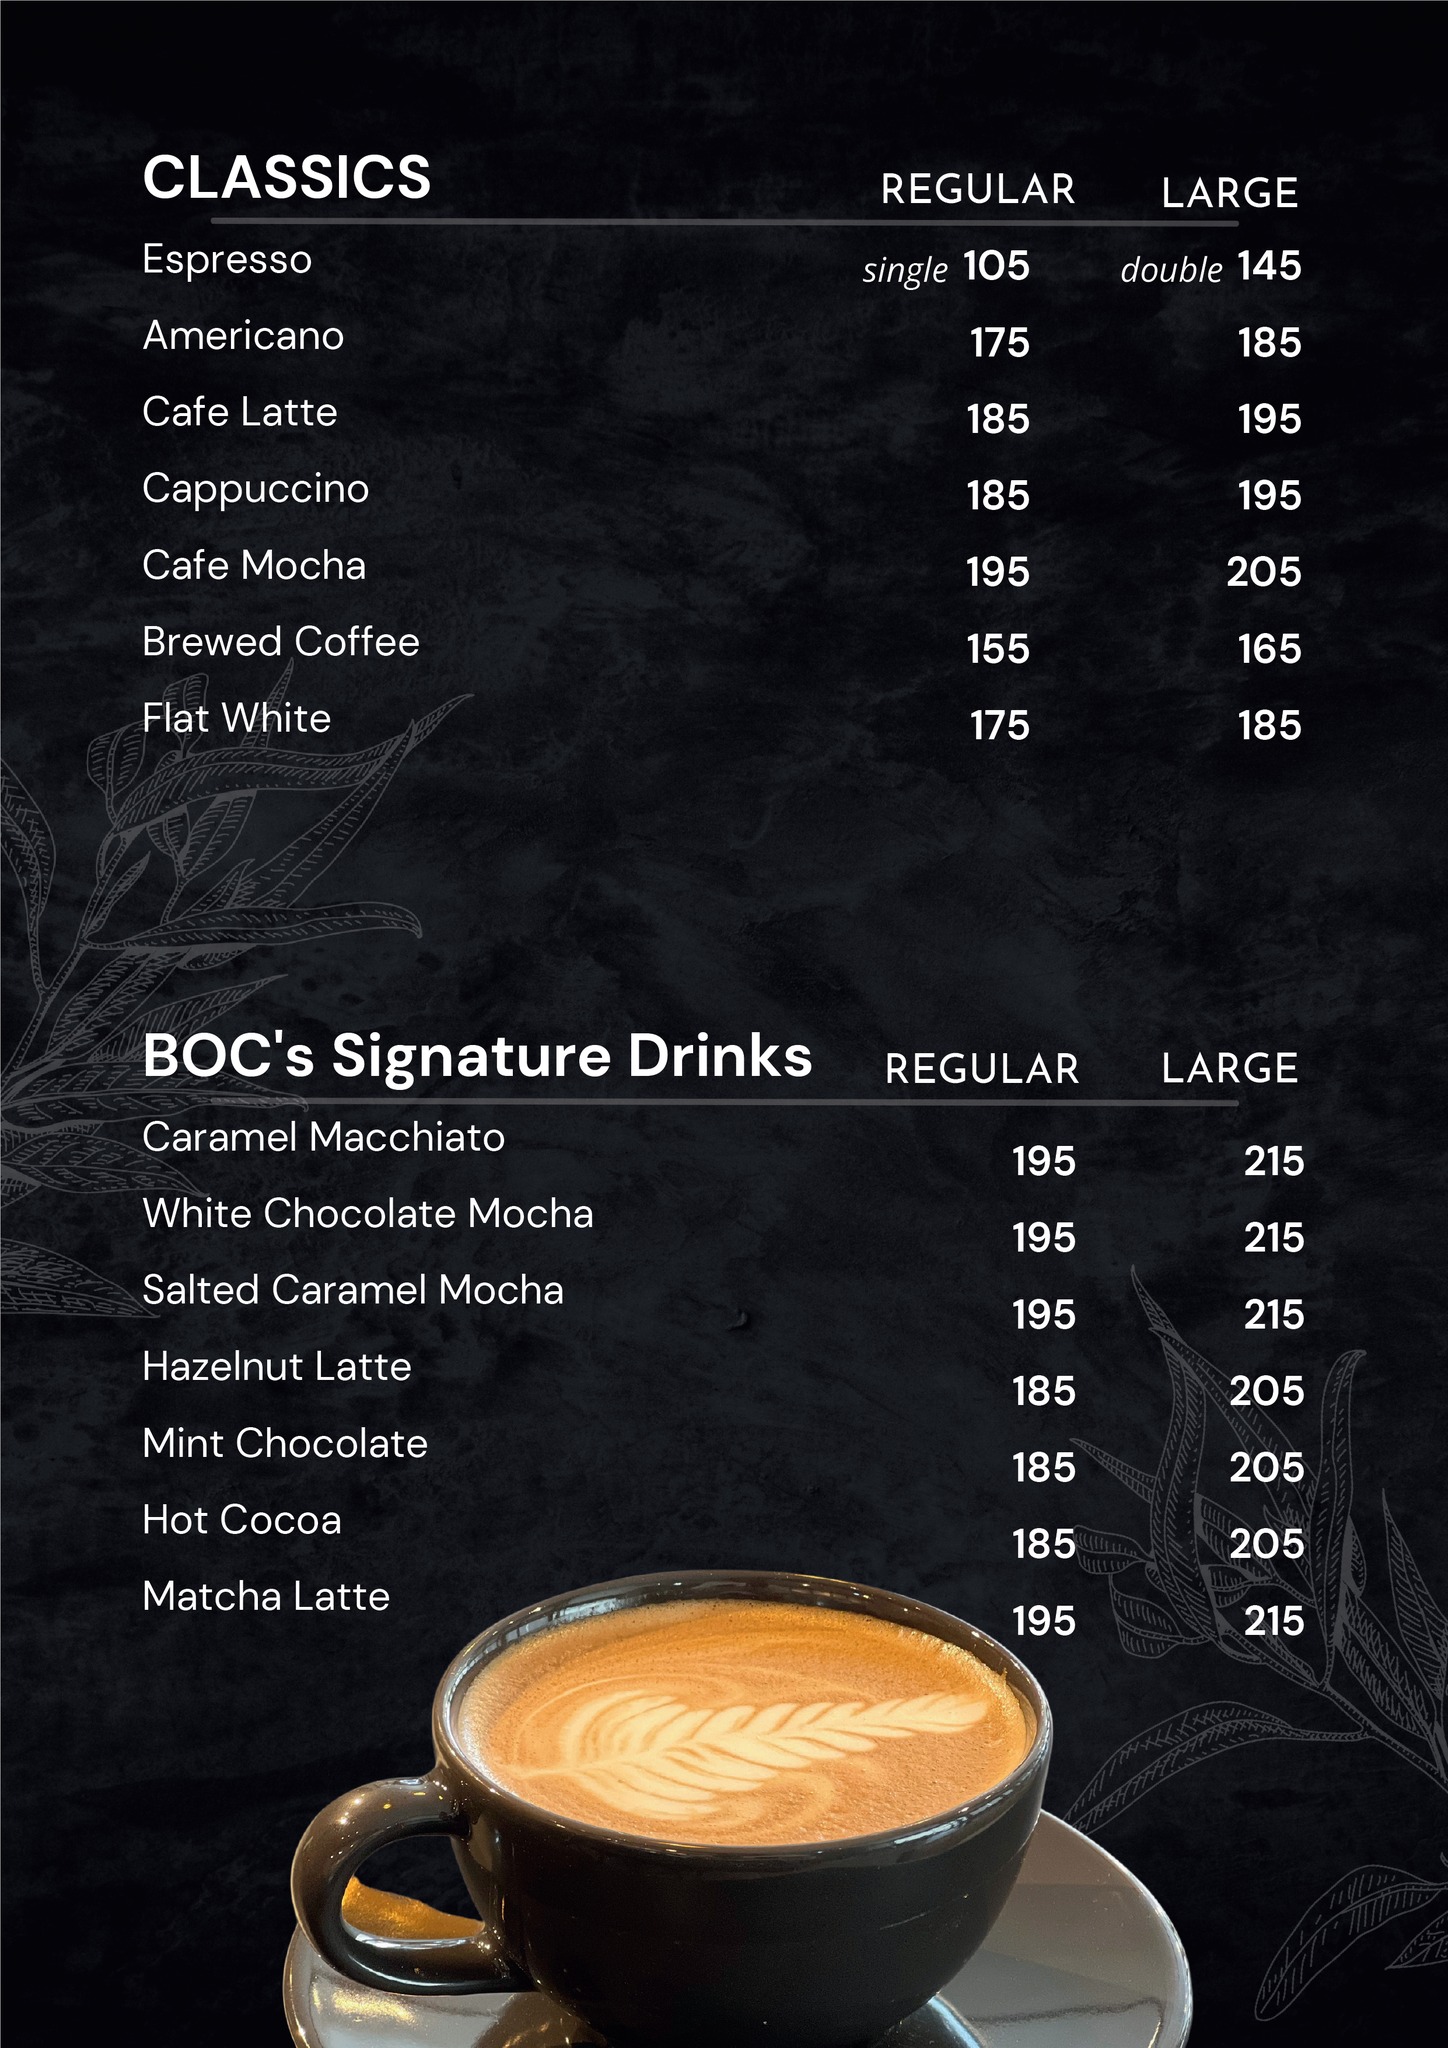 CLASSICS REGULAR LARGE
Espresso single 105 double 145
Americano 175 185
Cafe Latte 185 195
Cappuccino 185 195
Cafe Mocha 195 205
Brewed Coffee 155 165
Flat White 175 185
BOC's Signature Drinks REGULAR LARGE
Caramel Macchiato 195 215
White Chocolate Mocha 195 215
Salted Caramel Mocha 195 215
Hazelnut Latte 185 205
Mint Chocolate 185 205
Hot Cocoa 185 205
Matcha Latte 195 215